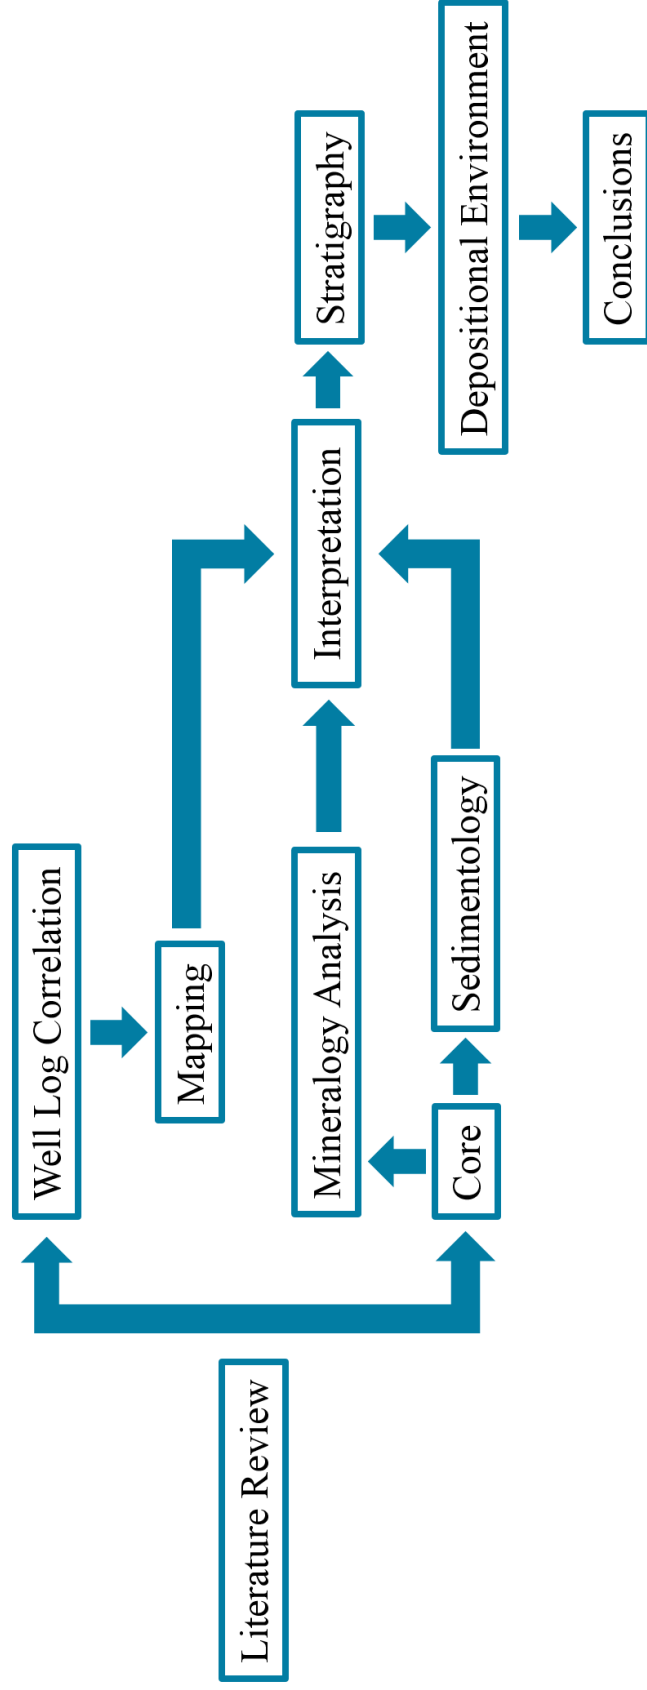 Literature Review
Well Log Correlation
Mapping
Mineralogy Analysis
Core
Sedimentology
Interpretation
Stratigraphy
Depositional Environment
Conclusions